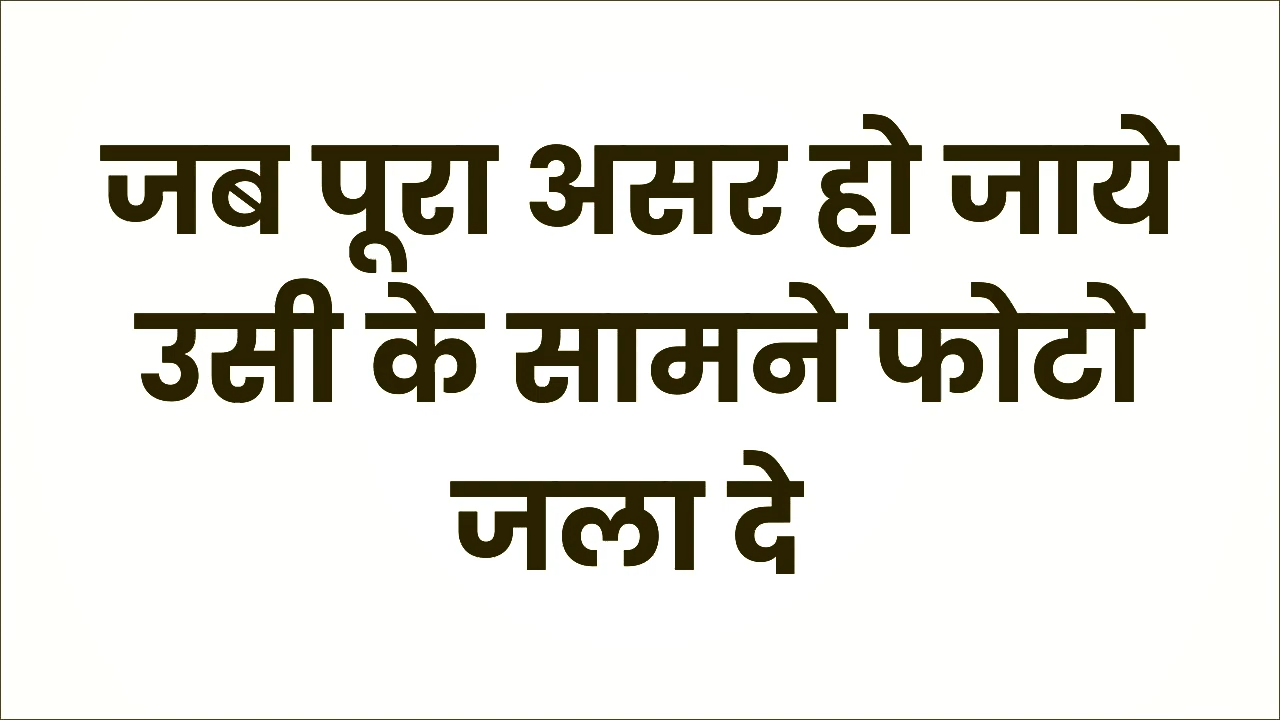 जब पूरा असर हो जाये
उसी के सामने फोटो
जला दे